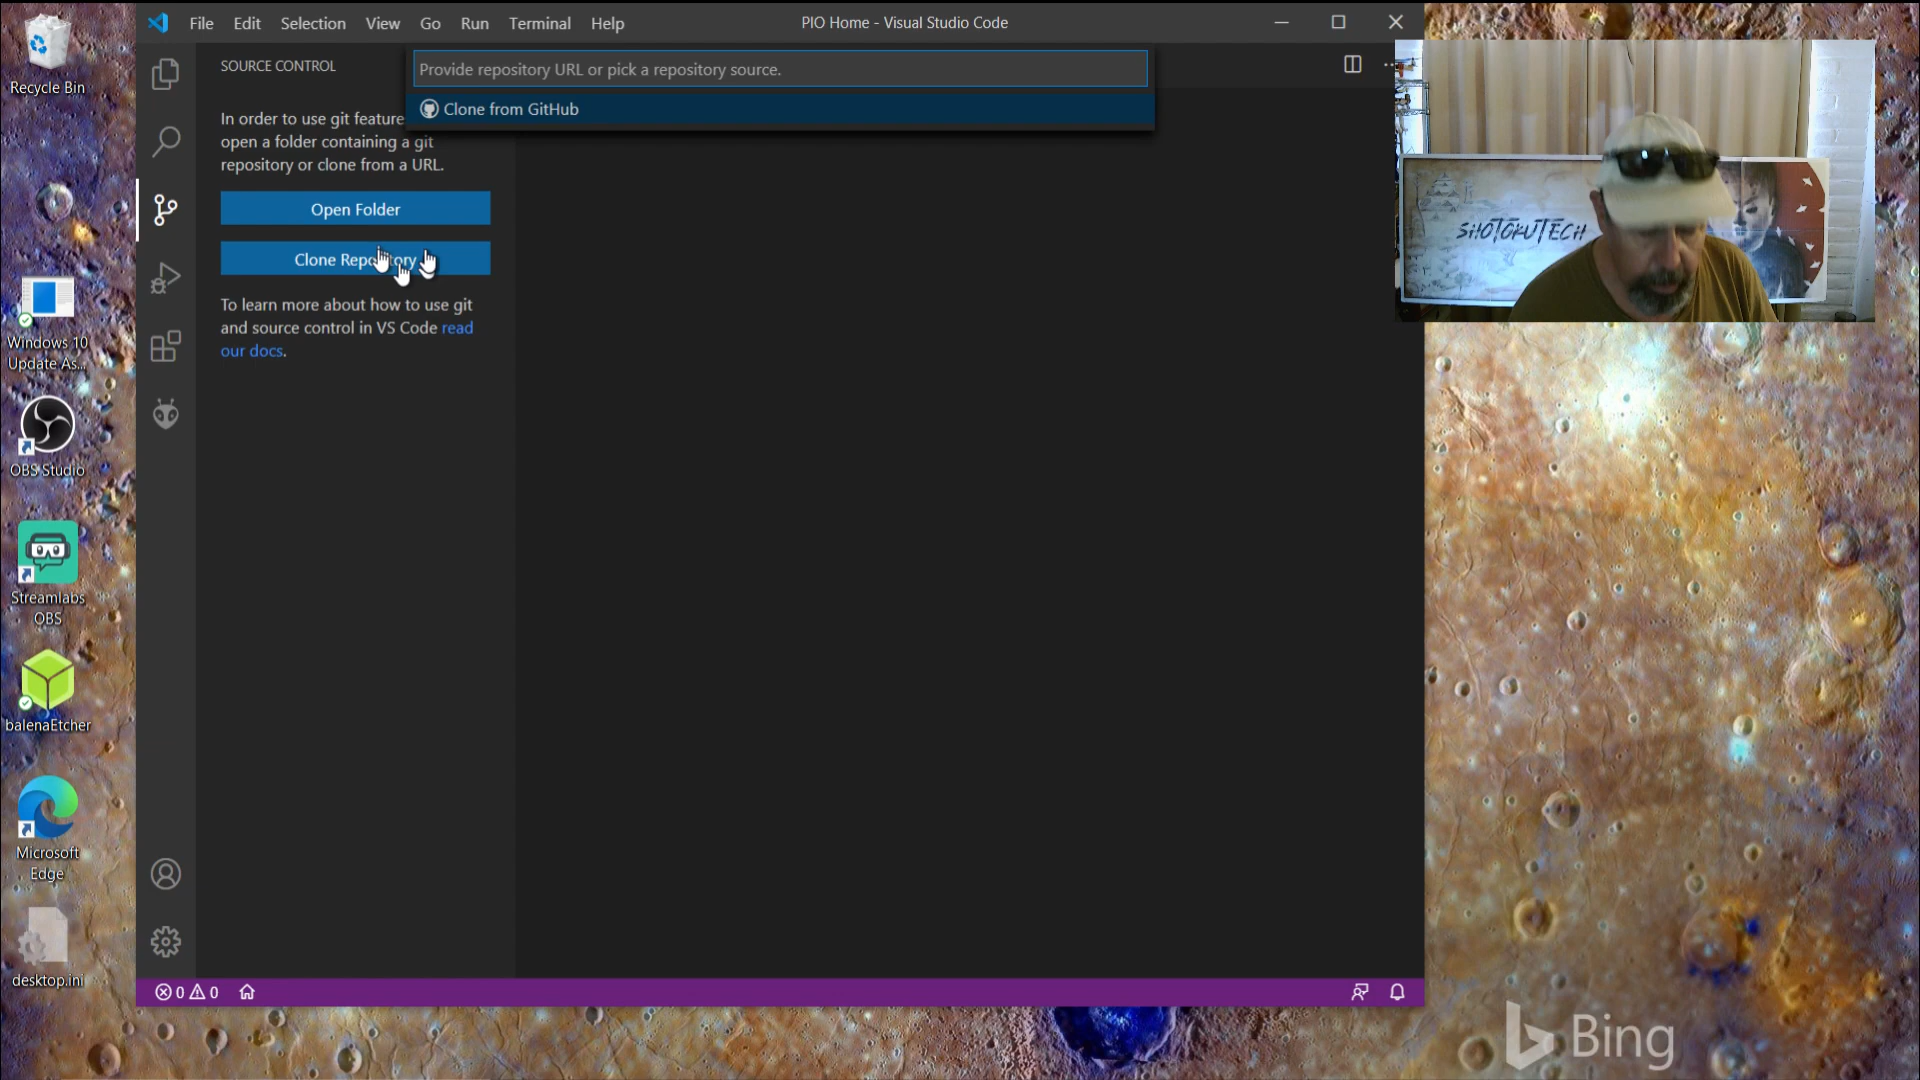 File Edit Selection View Go Run Terminal Help
PIO Home - Visual Studio Code
Recycle Bin
SOURCE CONTROL
Provide repository URL or pick a repository source.
Clone from GitHub
In order to use git feature
open a folder containing a git
repository or clone from a URL.
Open Folder
Clone Repository
To learn more about how to use git
and source control in VS Code read
our docs.
SHOTOKUTECH
Windows 10
Update As...
OBS Studio
Streamlabs
OBS
balenaEtcher
Microsoft
Edge
desktop.ini
0 0
Bing